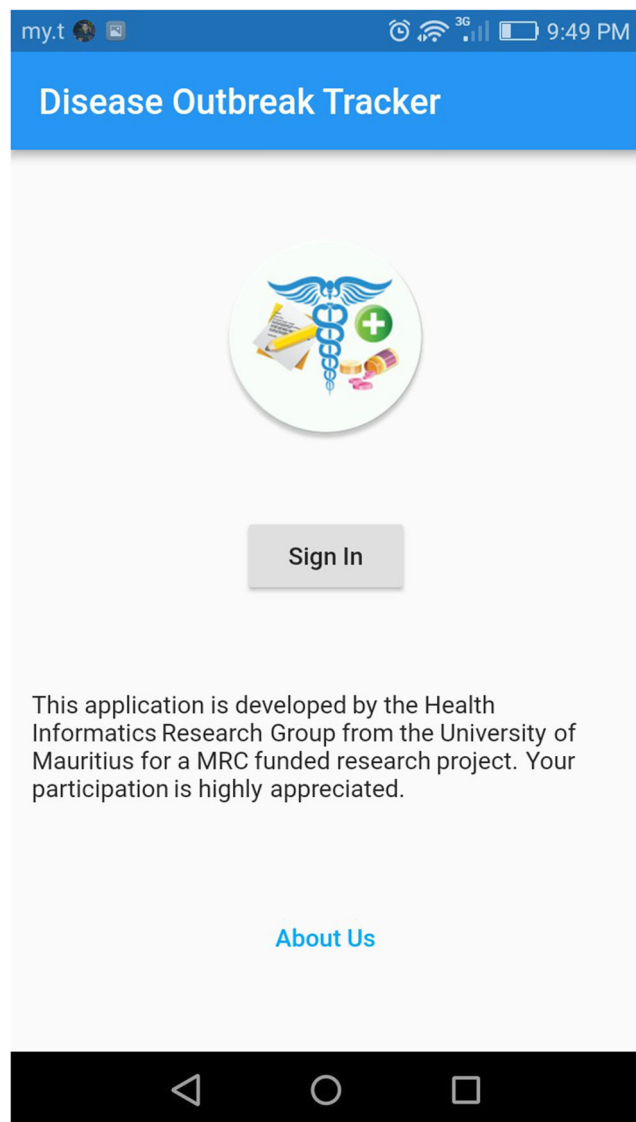 my.t 3G 9:49 PM
Disease Outbreak Tracker
Sign In
This application is developed by the Health
Informatics Research Group from the University of
Mauritius for a MRC funded research project. Your
participation is highly appreciated.
About Us